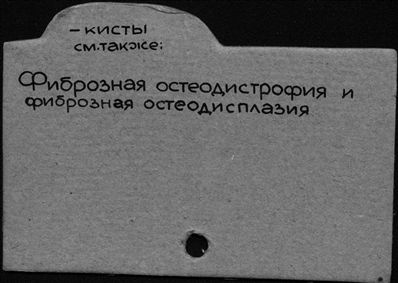 - кисты
см.также:
Фиброзная остеодистрофия и
фиброзная остеодисплазия